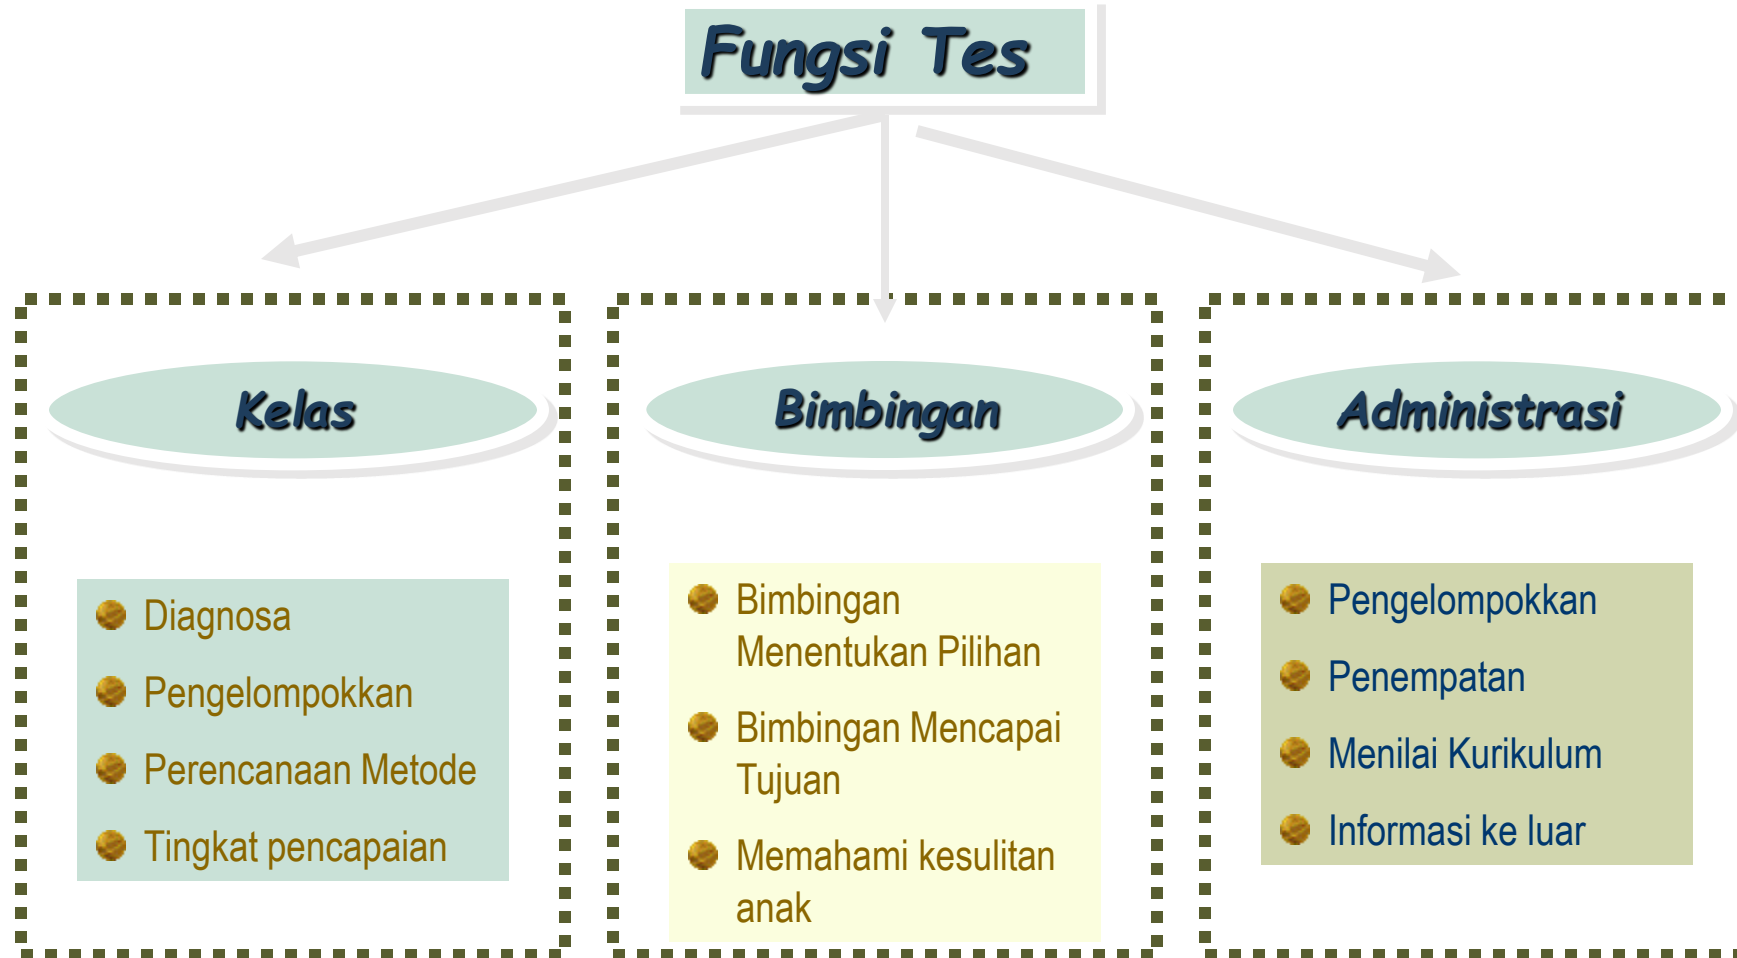 Fungsi Tes
Kelas
Diagnosa
Pengelompokkan
Perencanaan Metode
Tingkat pencapaian
Bimbingan
Bimbingan
Menentukan Pilihan
Bimbingan Mencapai
Tujuan
Memahami kesulitan
anak
Administrasi
Pengelompokkan
Penempatan
Menilai Kurikulum
Informasi ke luar